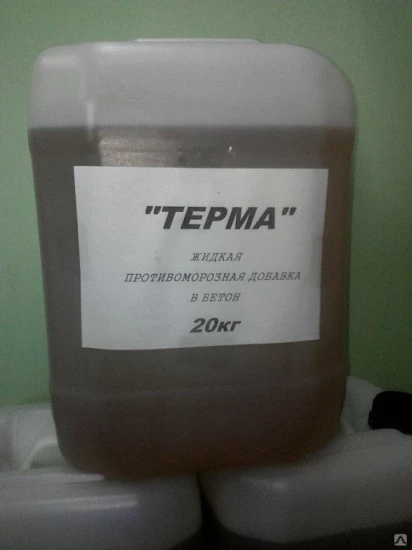 "ТЕРМА"
ЖИДКАЯ
ПРОТИВОМОРОЗНАЯ ДОБАВКА
В БЕТОН
20кг